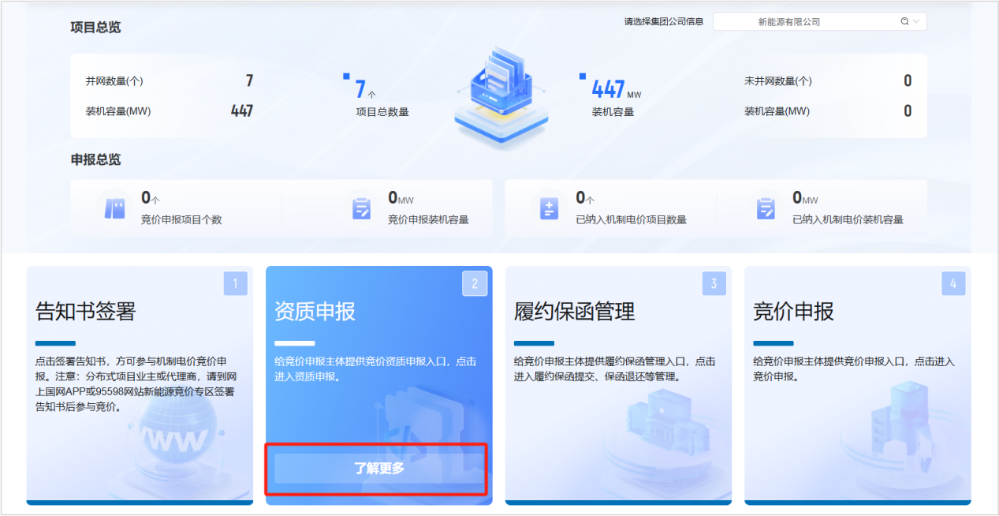 项目总览
请选择集团公司信息
新能源有限公司
并网数量(个) 7
装机容量(MW) 447
7个
项目总数量
447 MW
装机容量
未并网数量(个) 0
装机容量(MW) 0
申报总览
0个
竞价申报项目个数
0MW
竞价申报装机容量
0个
已纳入机制电价项目数量
0MW
已纳入机制电价装机容量
1
告知书签署
点击签署告知书，方可参与机制电价竞价申
报。注意：分布式项目业主或代理商，请到网
上国网APP或95598网站新能源竞价专区签署
告知书后参与竞价。
WWW
2
资质申报
给竞价申报主体提供竞价资质申报入口，点击
进入资质申报。
了解更多
3
履约保函管理
给竞价申报主体提供履约保函管理入口，点击
进入履约保函提交、保函退还等管理。
4
竞价申报
给竞价申报主体提供竞价申报入口，点击进入
竞价申报。